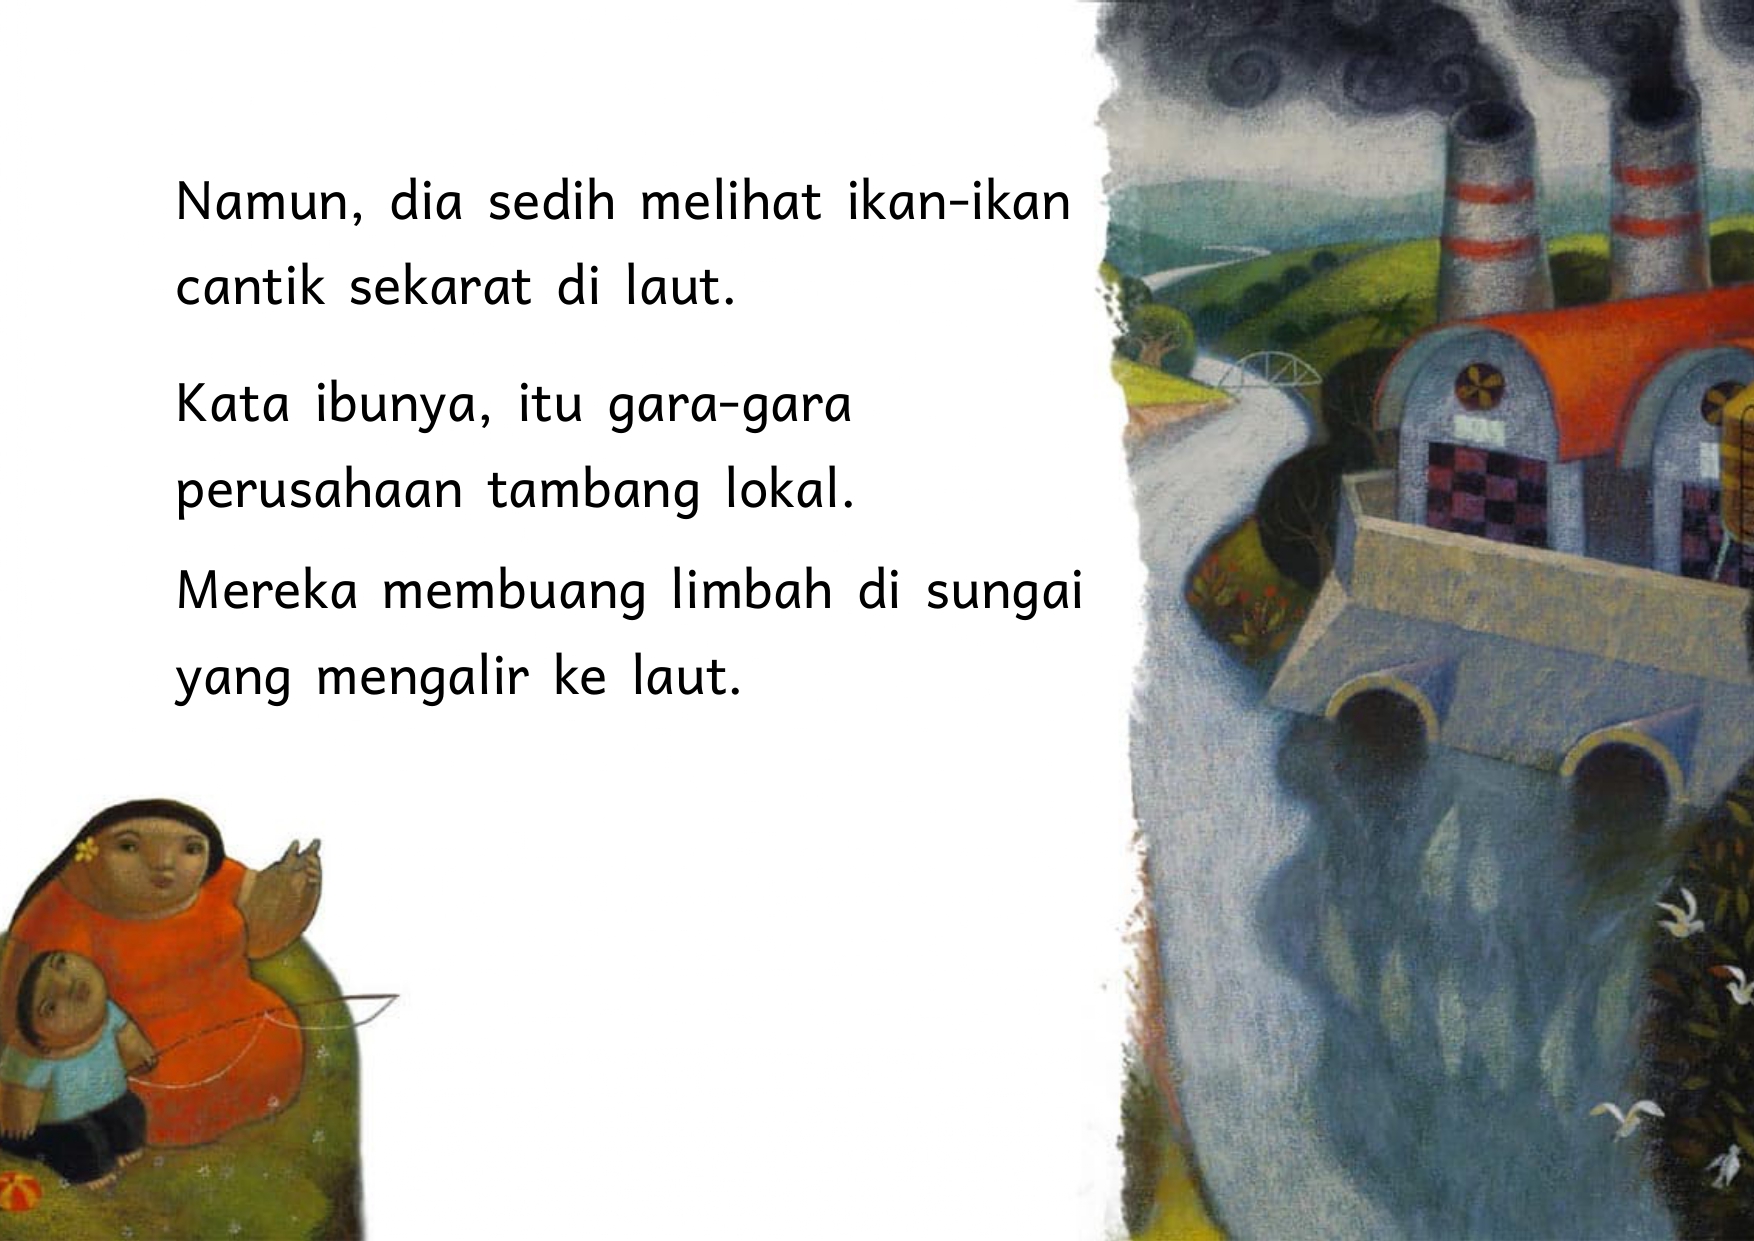 Namun, dia sedih melihat ikan-ikan
cantik sekarat di laut.
Kata ibunya, itu gara-gara
perusahaan tambang lokal.
Mereka membuang limbah di sungai
yang mengalir ke laut.